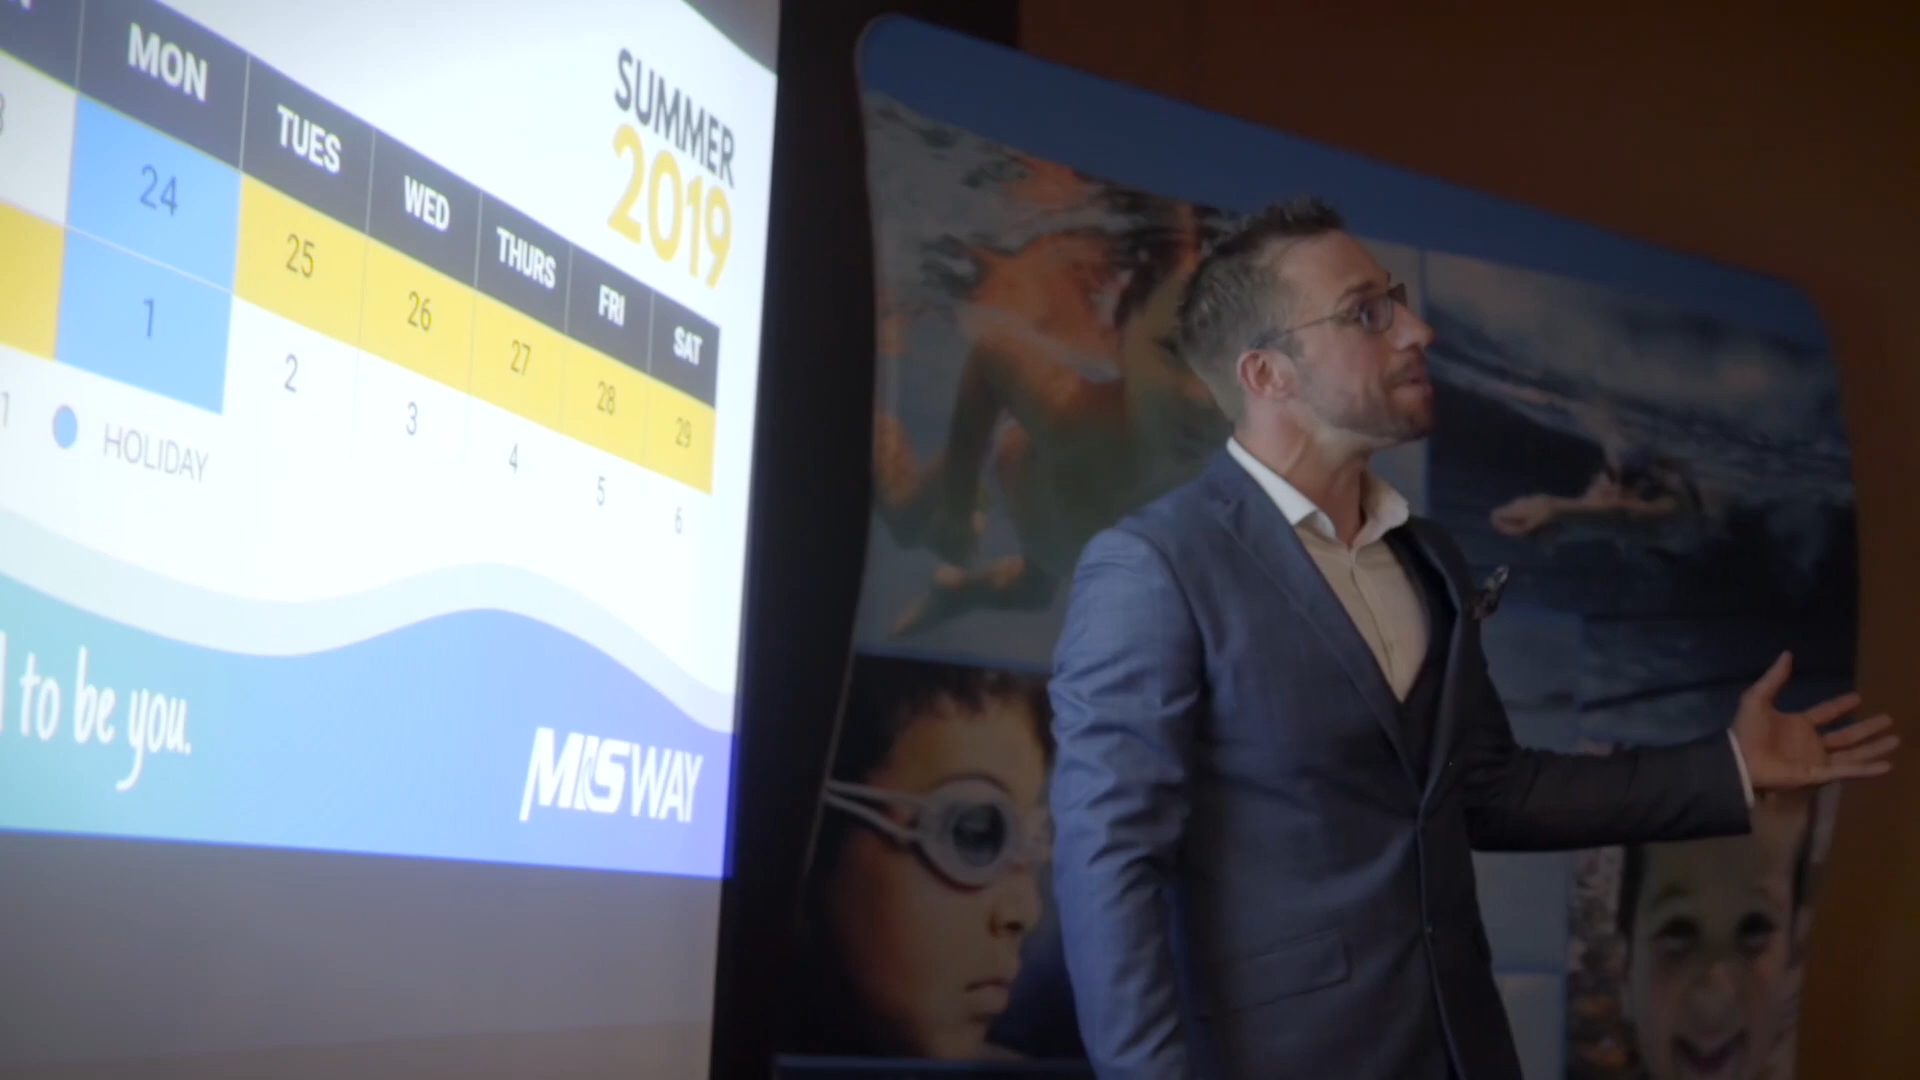 SUMMER
2019
MON TUES WED THURS FRI SAT
24 25 26 27 28 29
1 2 3 4 5 6
HOLIDAY
to be you.
MRSWAY